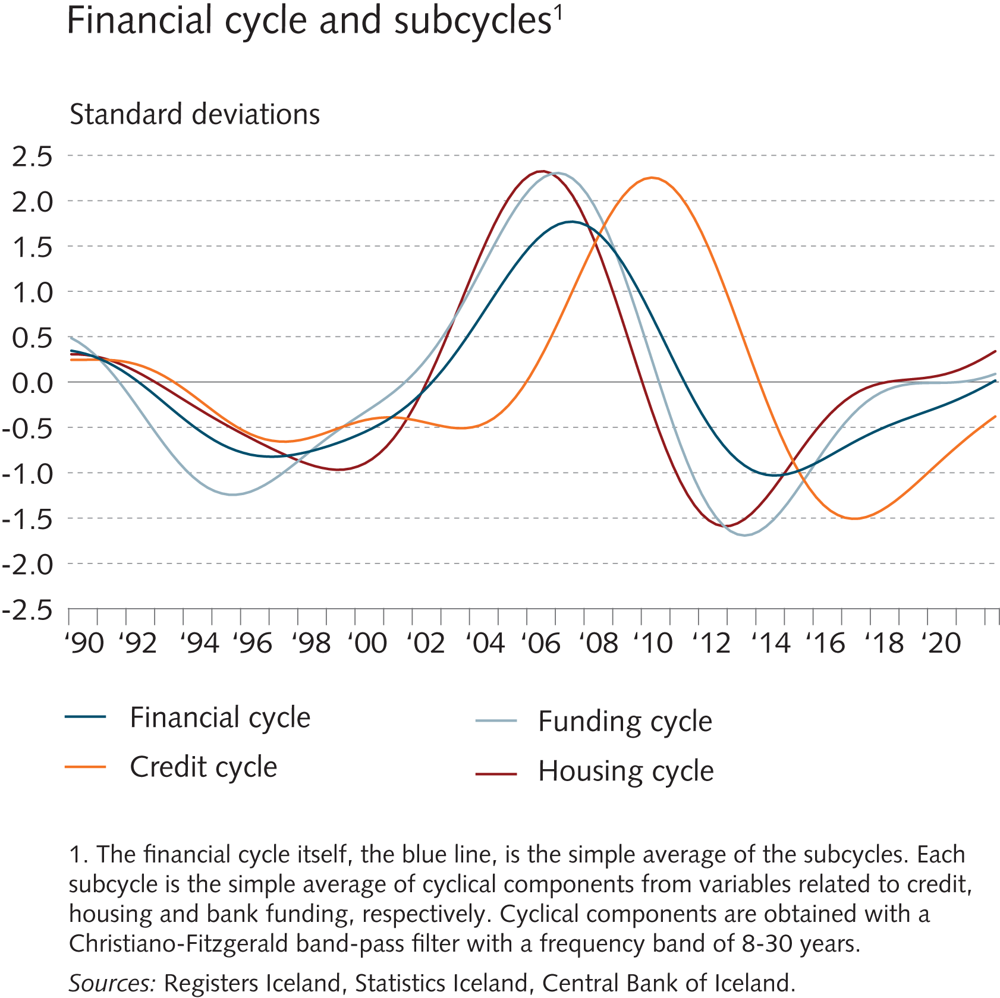 Financial cycle and subcycles¹
Standard deviations
2.5
2.0
1.5
1.0
0.5
0.0
-0.5
-1.0
-1.5
-2.0
-2.5
‘90 ‘92 ‘94 ‘96 ‘98 ‘00 ‘02 ‘04 ‘06 ‘08 ‘10 ‘12 ‘14 ‘16 ‘18 ‘20
Financial cycle
Funding cycle
Credit cycle
Housing cycle
1. The financial cycle itself, the blue line, is the simple average of the subcycles. Each
subcycle is the simple average of cyclical components from variables related to credit,
housing and bank funding, respectively. Cyclical components are obtained with a
Christiano-Fitzgerald band-pass filter with a frequency band of 8-30 years.
Sources: Registers Iceland, Statistics Iceland, Central Bank of Iceland.